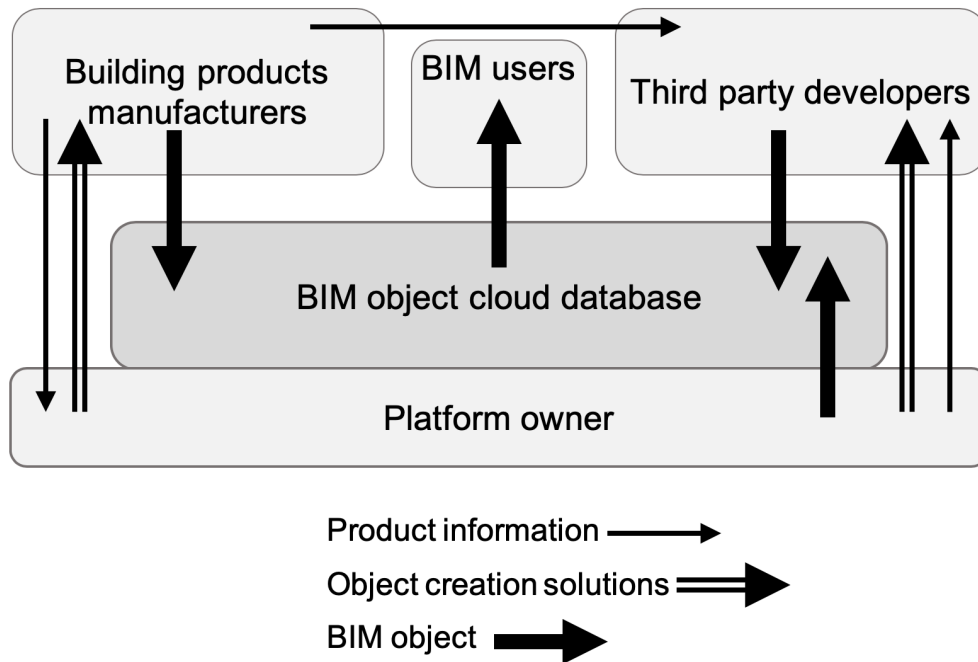 Building products
manufacturers
BIM users
Third party developers
BIM object cloud database
Platform owner
Product information
Object creation solutions
BIM object